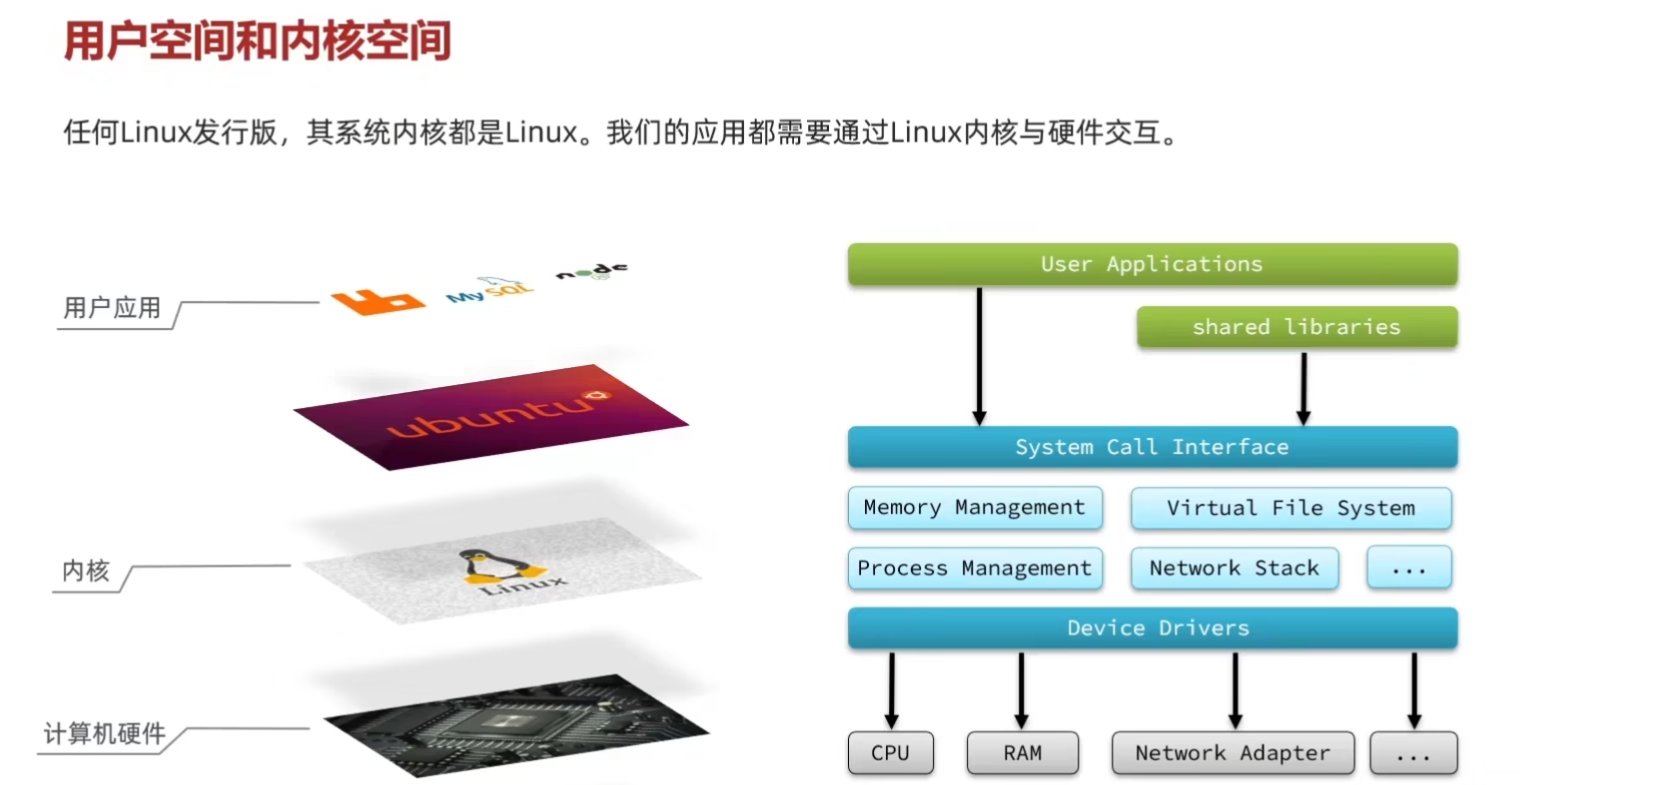 用户空间和内核空间
任何Linux发行版，其系统内核都是Linux。我们的应用都需要通过Linux内核与硬件交互。
用户应用
MySQL
node
ubuntu
内核
Linux
计算机硬件
User Applications
shared libraries
System Call Interface
Memory Management
Virtual File System
Process Management
Network Stack
...
Device Drivers
CPU
RAM
Network Adapter
...